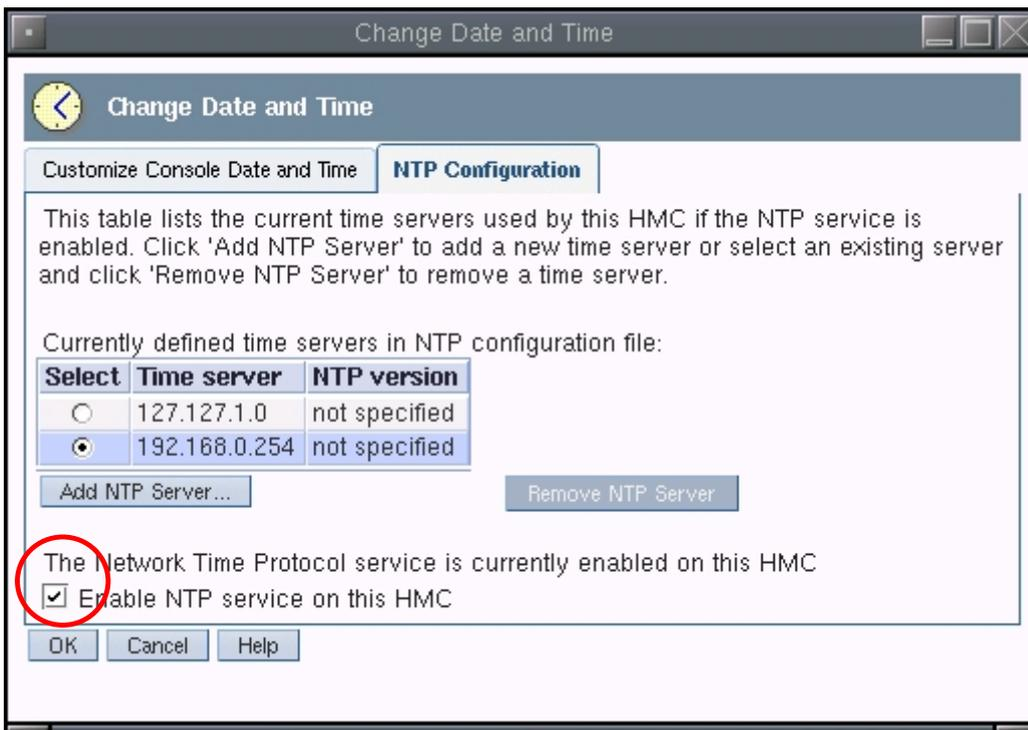 Change Date and Time
Change Date and Time
Customize Console Date and Time
NTP Configuration
This table lists the current time servers used by this HMC if the NTP service is
enabled. Click 'Add NTP Server' to add a new time server or select an existing server
and click 'Remove NTP Server' to remove a time server.
Currently defined time servers in NTP configuration file:
Select Time server NTP version
127.127.1.0 not specified
192.168.0.254 not specified
Add NTP Server... Remove NTP Server
The Network Time Protocol service is currently enabled on this HMC
Enable NTP service on this HMC
OK Cancel Help